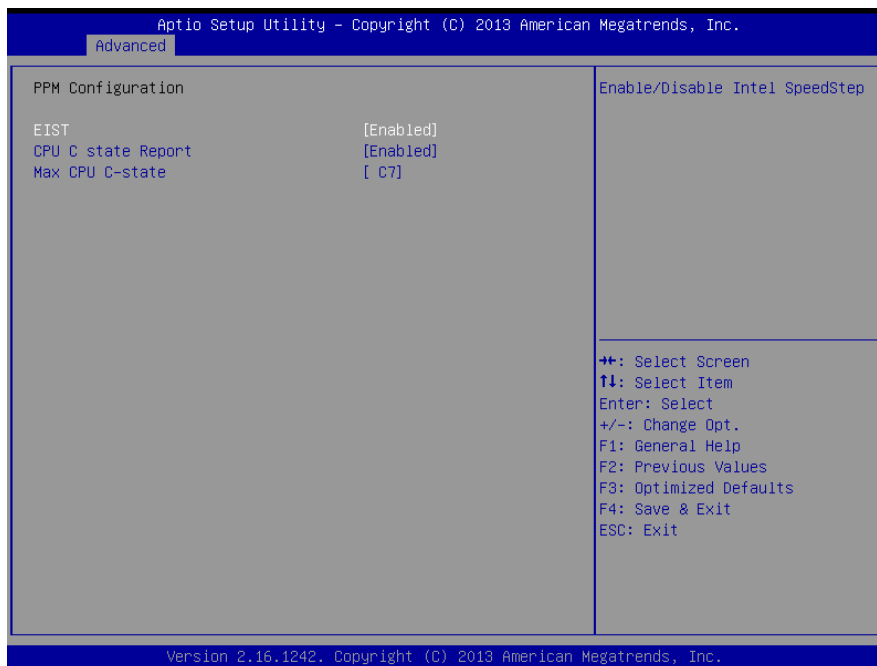 Aptio Setup Utility – Copyright (C) 2013 American Megatrends, Inc.
Advanced
PPM Configuration
EIST [Enabled]
CPU C state Report [Enabled]
Max CPU C-state [ C7]
Enable/Disable Intel SpeedStep
→←: Select Screen
↑↓: Select Item
Enter: Select
+/-: Change Opt.
F1: General Help
F2: Previous Values
F3: Optimized Defaults
F4: Save & Exit
ESC: Exit
Version 2.16.1242. Copyright (C) 2013 American Megatrends, Inc.